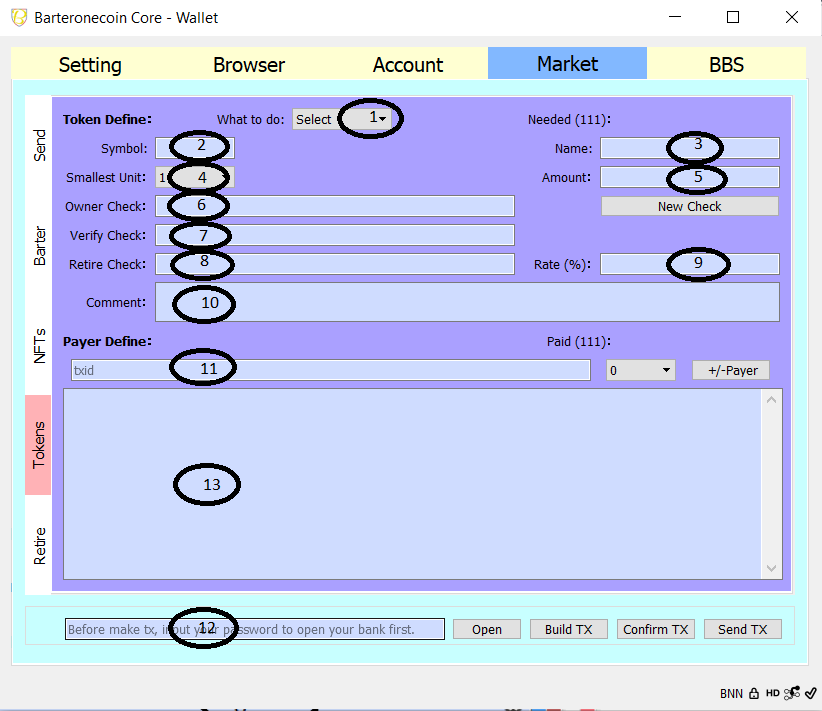 Barteronecoin Core - Wallet
Setting Browser Account Market BBS
Send
Barter
NFTs
Tokens
Retire
Token Define: What to do: Select 1 Needed (111):
Symbol: 2 Name: 3
Smallest Unit: 1 4 Amount: 5
Owner Check: 6 New Check
Verify Check: 7
Retire Check: 8 Rate (%): 9
Comment: 10
Payer Define: Paid (111):
txid 11 0 +/-Payer
13
Before make tx, input your password to open your bank first. 12 Open Build TX Confirm TX Send TX
BNN HD